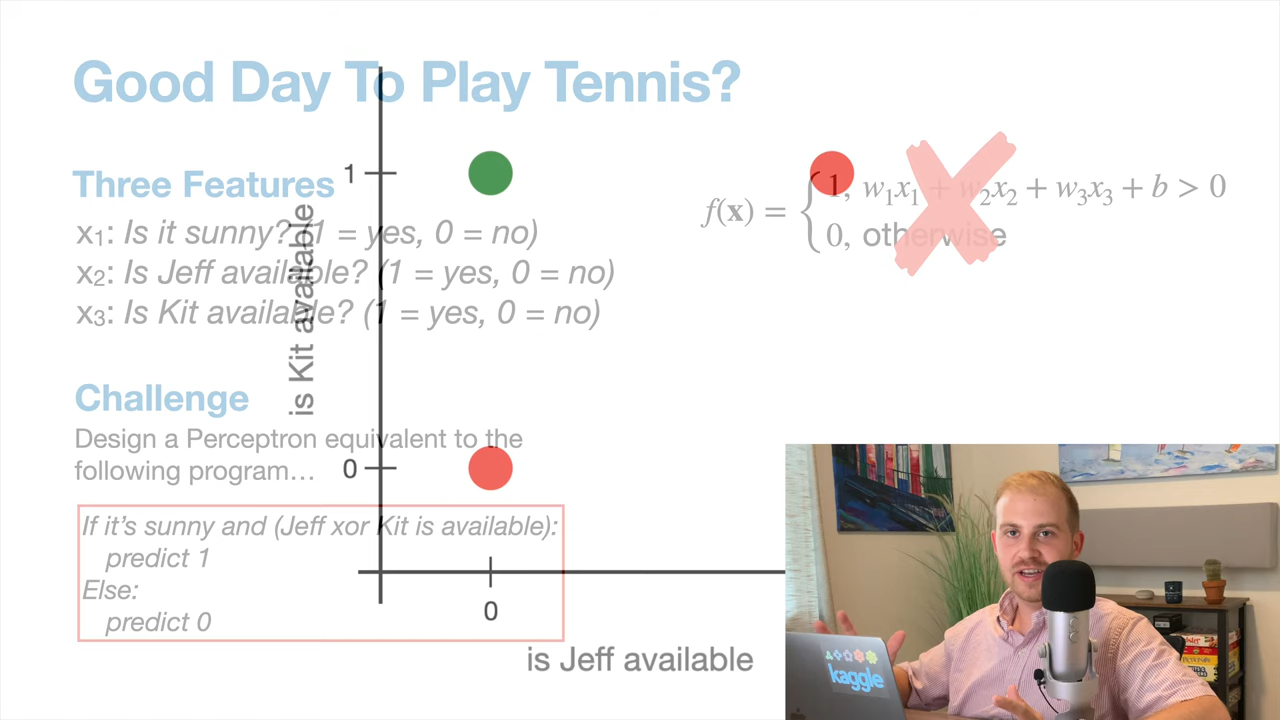 Good Day To Play Tennis?
Three Features
x₁: Is it sunny? (1 = yes, 0 = no)
x₂: Is Jeff available? (1 = yes, 0 = no)
x₃: Is Kit available? (1 = yes, 0 = no)
f(x) = { 1, w₁x₁ + w₂x₂ + w₃x₃ + b > 0
0, otherwise
Challenge
Design a Perceptron equivalent to the
following program…
If it's sunny and (Jeff xor Kit is available):
predict 1
Else:
predict 0
is Kit available
1
0
0
is Jeff available
kaggle